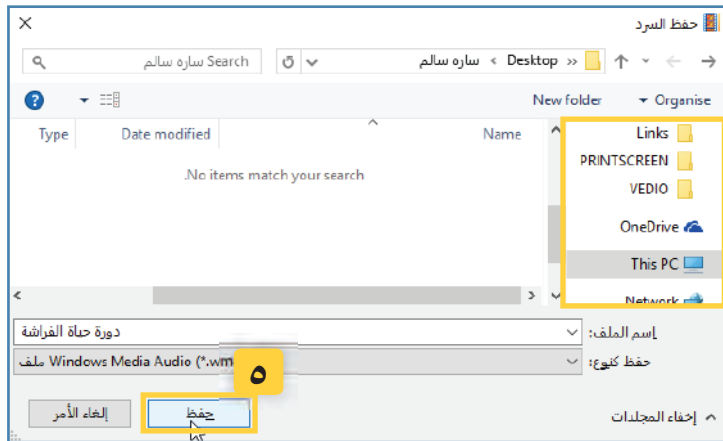 حفظ السرد
Desktop » ساره سالم
Search ساره سالم
Organise
New folder
Name
Date modified
Type
No items match your search.
Links
PRINTSCREEN
VEDIO
OneDrive
This PC
Network
إسم الملف: دورة حياة الفراشة
حفظ كنوع: ملف Windows Media Audio (*.wm
٥
إخفاء المجلدات
حفظ
إلغاء الأمر